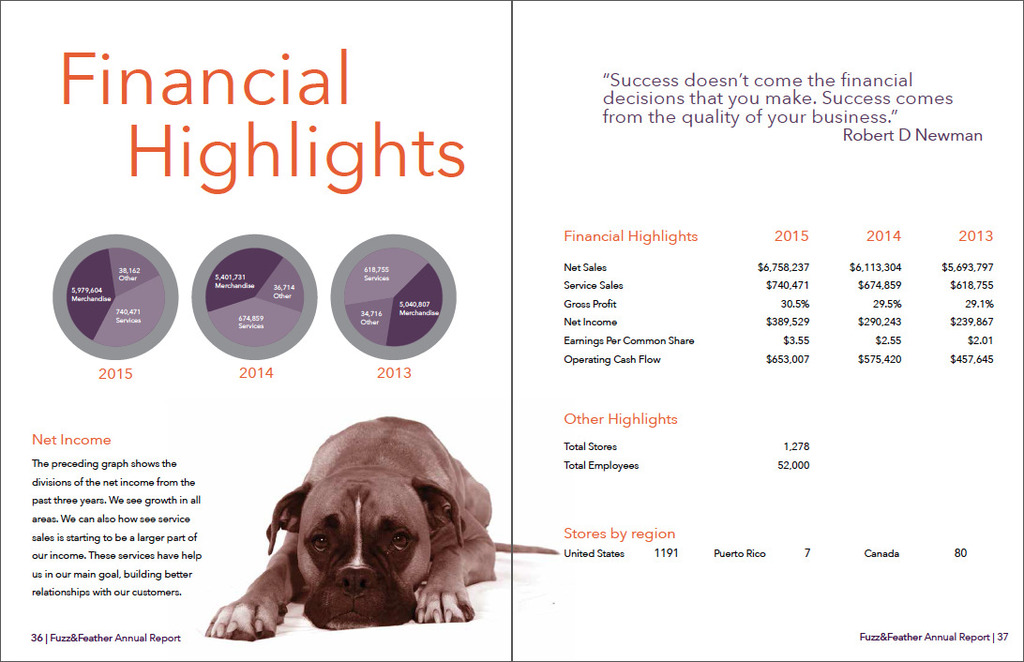 Financial
Highlights
5,979,604
Merchandise
38,162
Other
740,471
Services
2015
5,401,731
Merchandise
36,714
Other
674,859
Services
2014
618,755
Services
34,716
Other
5,040,807
Merchandise
2013
Net Income
The preceding graph shows the
divisions of the net income from the
past three years. We see growth in all
areas. We can also how see service
sales is starting to be a larger part of
our income. These services have help
us in our main goal, building better
relationships with our customers.
36 | Fuzz&Feather Annual Report
“Success doesn’t come the financial
decisions that you make. Success comes
from the quality of your business.”
Robert D Newman
Financial Highlights 2015 2014 2013
Net Sales $6,758,237 $6,113,304 $5,693,797
Service Sales $740,471 $674,859 $618,755
Gross Profit 30.5% 29.5% 29.1%
Net Income $389,529 $290,243 $239,867
Earnings Per Common Share $3.55 $2.55 $2.01
Operating Cash Flow $653,007 $575,420 $457,645
Other Highlights
Total Stores 1,278
Total Employees 52,000
Stores by region
United States 1191 Puerto Rico 7 Canada 80
Fuzz&Feather Annual Report | 37